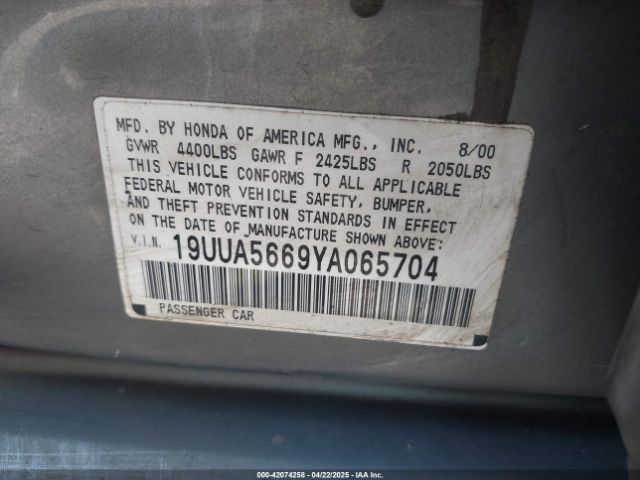 MFD. BY HONDA OF AMERICA MFG., INC. 8/00
GVWR 4400LBS GAWR F 2425LBS R 2050LBS
THIS VEHICLE CONFORMS TO ALL APPLICABLE
FEDERAL MOTOR VEHICLE SAFETY, BUMPER,
AND THEFT PREVENTION STANDARDS IN EFFECT
ON THE DATE OF MANUFACTURE SHOWN ABOVE:
V.I.N. 19UUA5669YA065704
PASSENGER CAR
000-42074258 - 04/22/2025 - IAA Inc.